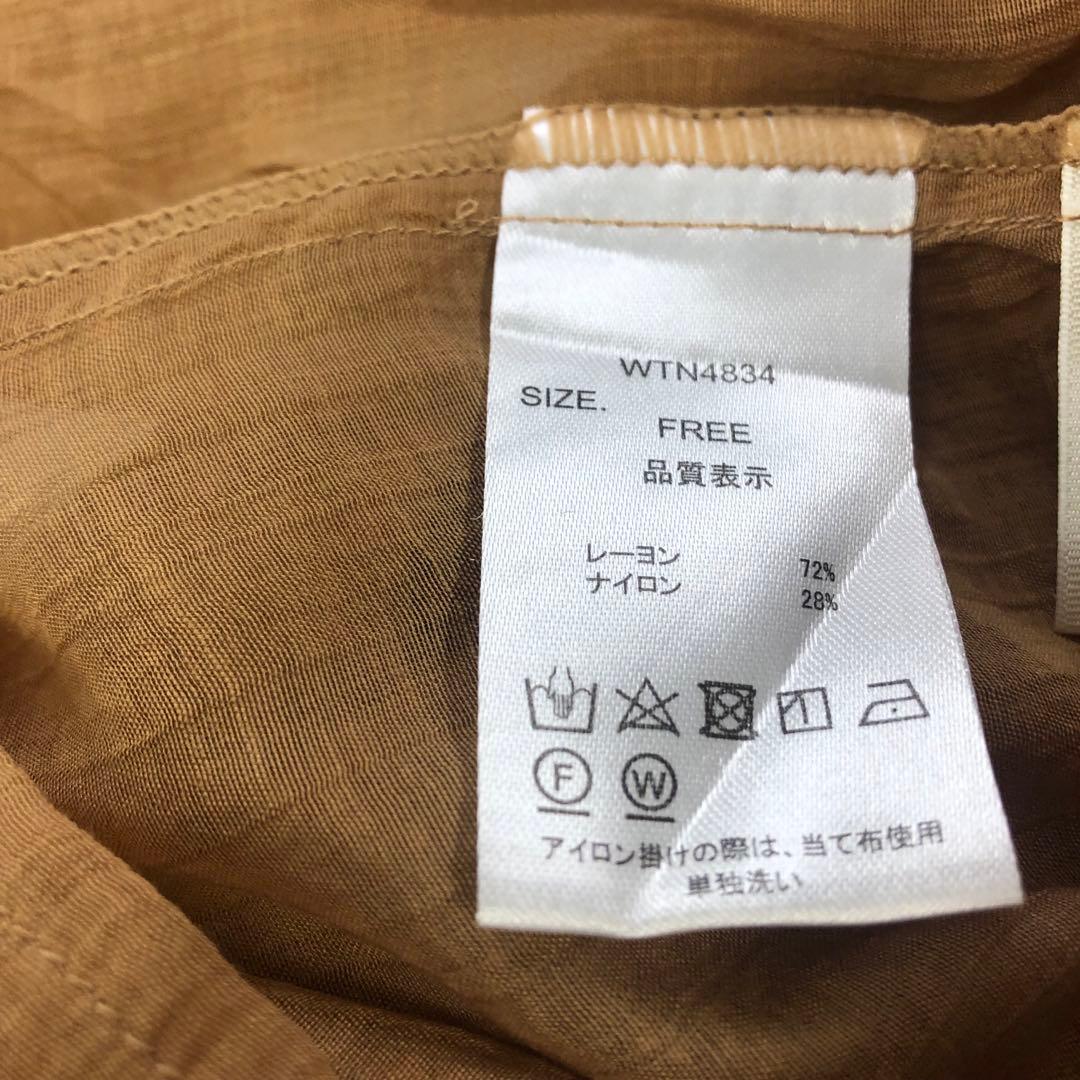 WTN4834
SIZE.
FREE
品質表示
レーヨン 72%
ナイロン 28%
F W
アイロン掛けの際は、当て布使用
単独洗い